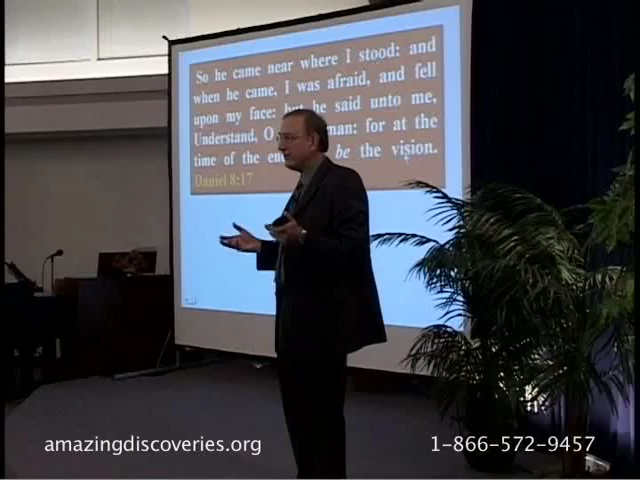 So he came near where I stood: and
when he came, I was afraid, and fell
upon my face: but he said unto me,
Understand, O man: for at the
time of the be the vision.
Daniel 8:17
amazingdiscoveries.org
1-866-572-9457